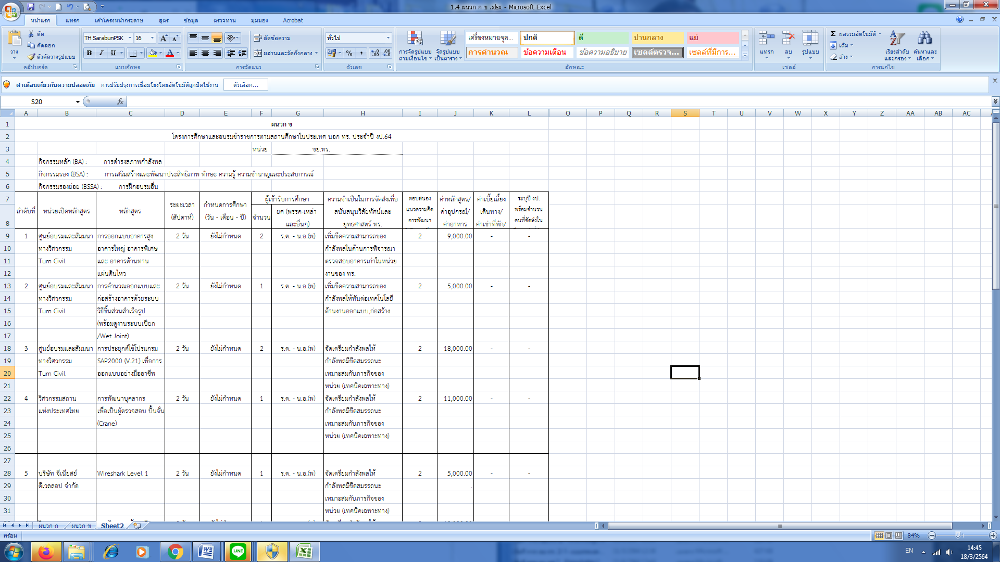 1.4 ผนวก ก ข .xlsx - Microsoft Excel
หน้าแรก แทรก เค้าโครงหน้ากระดาษ สูตร ข้อมูล ตรวจทาน มุมมอง Acrobat
วาง ตัด คัดลอก ตัวคัดวางรูปแบบ คลิปบอร์ด
TH SarabunPSK 16 B I U แบบอักษร
ตัดข้อความ ผสานและจัดกึ่งกลาง การจัดแนว
ทั่วไป % , ตัวเลข
การจัดรูปแบบตามเงื่อนไข จัดรูปแบบเป็นตาราง
เครื่องหมายจุล... ปกติ ดี ปานกลาง แย่
การคำนวณ ข้อความเตือน ข้อความอธิบาย เซลล์ตรวจ... เซลล์ที่มีการ...
ลักษณะ
แทรก ลบ รูปแบบ เซลล์
Σ ผลรวมอัตโนมัติ เติม ล้าง เรียงลำดับและกรอง ค้นหาและเลือก การแก้ไข
คำเตือนเกี่ยวกับความปลอดภัย การปรับปรุงการเชื่อมโยงโดยอัตโนมัติถูกปิดใช้งาน ตัวเลือก...
S20 fx
A B C D E F G H I J K L O P Q R S T U V W X Y Z AA AB AC
1 ผนวก ข
2 โครงการศึกษาและอบรมข้าราชการตามสถานศึกษาในประเทศ นอก ทร. ประจำปี งป.64
3 หน่วย ชย.ทร.
4 กิจกรรมหลัก (BA) : การดำรงสภาพกำลังพล
5 กิจกรรมรอง (BSA) : การเสริมสร้างและพัฒนาประสิทธิภาพ ทักษะ ความรู้ ความชำนาญและประสบการณ์
6 กิจกรรมรองย่อย (BSSA) : การฝึกอบรมอื่น
7 ลำดับที่ หน่วยเปิดหลักสูตร หลักสูตร ระยะเวลา (สัปดาห์) กำหนดการศึกษา (วัน - เดือน - ปี) ผู้เข้ารับการศึกษา ความจำเป็นในการจัดส่งเพื่อ ตอบสนอง ค่าหลักสูตร/ ค่าเบี้ยเลี้ยง ระบุปี งป.
สนับสนุนวิสัยทัศน์และ แนวความคิด ค่าอุปกรณ์/ เดินทาง/ พร้อมจำนวน
8 จำนวน ยศ (พรรค-เหล่า และอื่นๆ) ยุทธศาสตร์ ทร. การพัฒนา ค่าอาหาร ค่าเช่าที่พัก/ คนที่จัดส่งใน
9 1 ศูนย์อบรมและสัมมนา การออกแบบอาคารสูง 2 วัน ยังไม่กำหนด 2 ร.ต. - น.อ.(พ) เพิ่มขีดความสามารถของ 2 9,000.00 - -
10 ทางวิศวกรรม อาคารใหญ่ อาคารพิเศษ กำลังพลในด้านการพิจารณา
11 Tum Civil และ อาคารต้านทาน ตรวจสอบอาคารเก่าในหน่วย
12 แผ่นดินไหว งานของ ทร.
13 2 ศูนย์อบรมและสัมมนา การคำนวณออกแบบและ 2 วัน ยังไม่กำหนด 1 ร.ต. - น.อ.(พ) เพิ่มขีดความสามารถของ 2 5,000.00 - -
14 ทางวิศวกรรม ก่อสร้างอาคารด้วยระบบ กำลังพลให้ทันต่อเทคโนโลยี
15 Tum Civil วิธีชิ้นส่วนสำเร็จรูป ด้านงานออกแบบ,ก่อสร้าง
16 (พร้อมดูงานระบบเปียก
17 /Wet Joint)
18 3 ศูนย์อบรมและสัมมนา การประยุกต์ใช้โปรแกรม 2 วัน ยังไม่กำหนด 2 ร.ต. - น.อ.(พ) จัดเตรียมกำลังพลให้ 2 18,000.00 - -
19 ทางวิศวกรรม SAP2000 (V.21) เพื่อการ กำลังพลมีขีดสมรรถนะ
20 Tum Civil ออกแบบอย่างมืออาชีพ เหมาะสมกับภารกิจของ
21 หน่วย (เทคนิคเฉพาะทาง)
22 4 วิศวกรรมสถาน การพัฒนาบุคลากร 2 วัน ยังไม่กำหนด 1 ร.ต. - น.อ.(พ) จัดเตรียมกำลังพลให้ 2 11,000.00 - -
23 แห่งประเทศไทย เพื่อเป็นผู้ตรวจสอบ ปั้นจั่น กำลังพลมีขีดสมรรถนะ
24 (Crane) เหมาะสมกับภารกิจของ
25 หน่วย (เทคนิคเฉพาะทาง)
26
27
28 5 บริษัท จีเนียสย์ Wireshark Level 1 2 วัน ยังไม่กำหนด 1 ร.ต. - น.อ.(พ) จัดเตรียมกำลังพลให้ 2 5,000.00 - -
29 ดีเวลลอป จำกัด กำลังพลมีขีดสมรรถนะ .
30 เหมาะสมกับภารกิจของ
31 หน่วย (เทคนิคเฉพาะทาง)
ผนวก ก ผนวก ข Sheet2
พร้อม 84%
LINE EN 14:45
18/3/2564